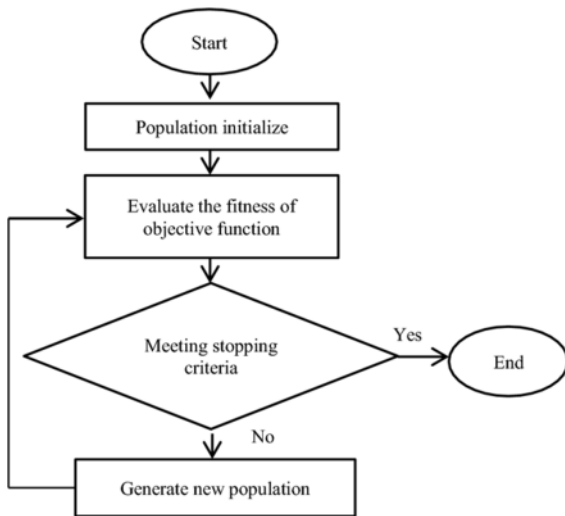 Start
Population initialize
Evaluate the fitness of
objective function
Meeting stopping
criteria
Yes
End
No
Generate new population